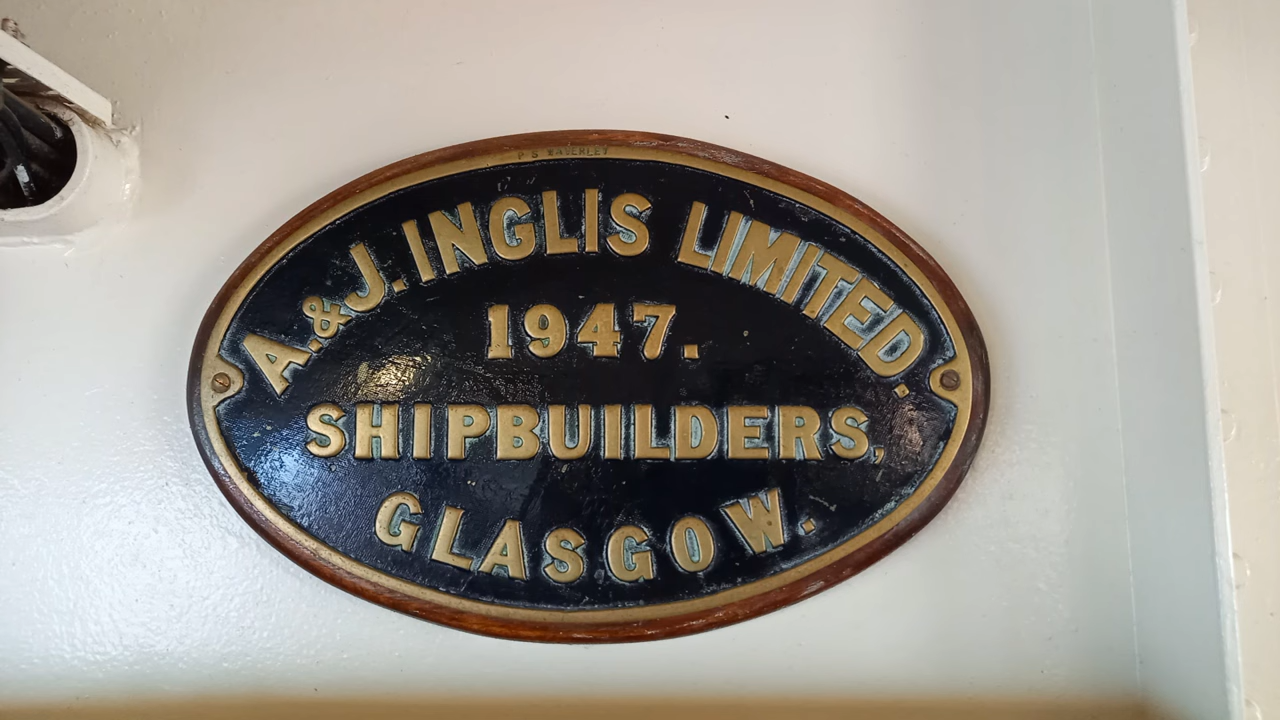 P S WAVERLEY
A. & J. INGLIS LIMITED.
1947.
SHIPBUILDERS,
GLASGOW.